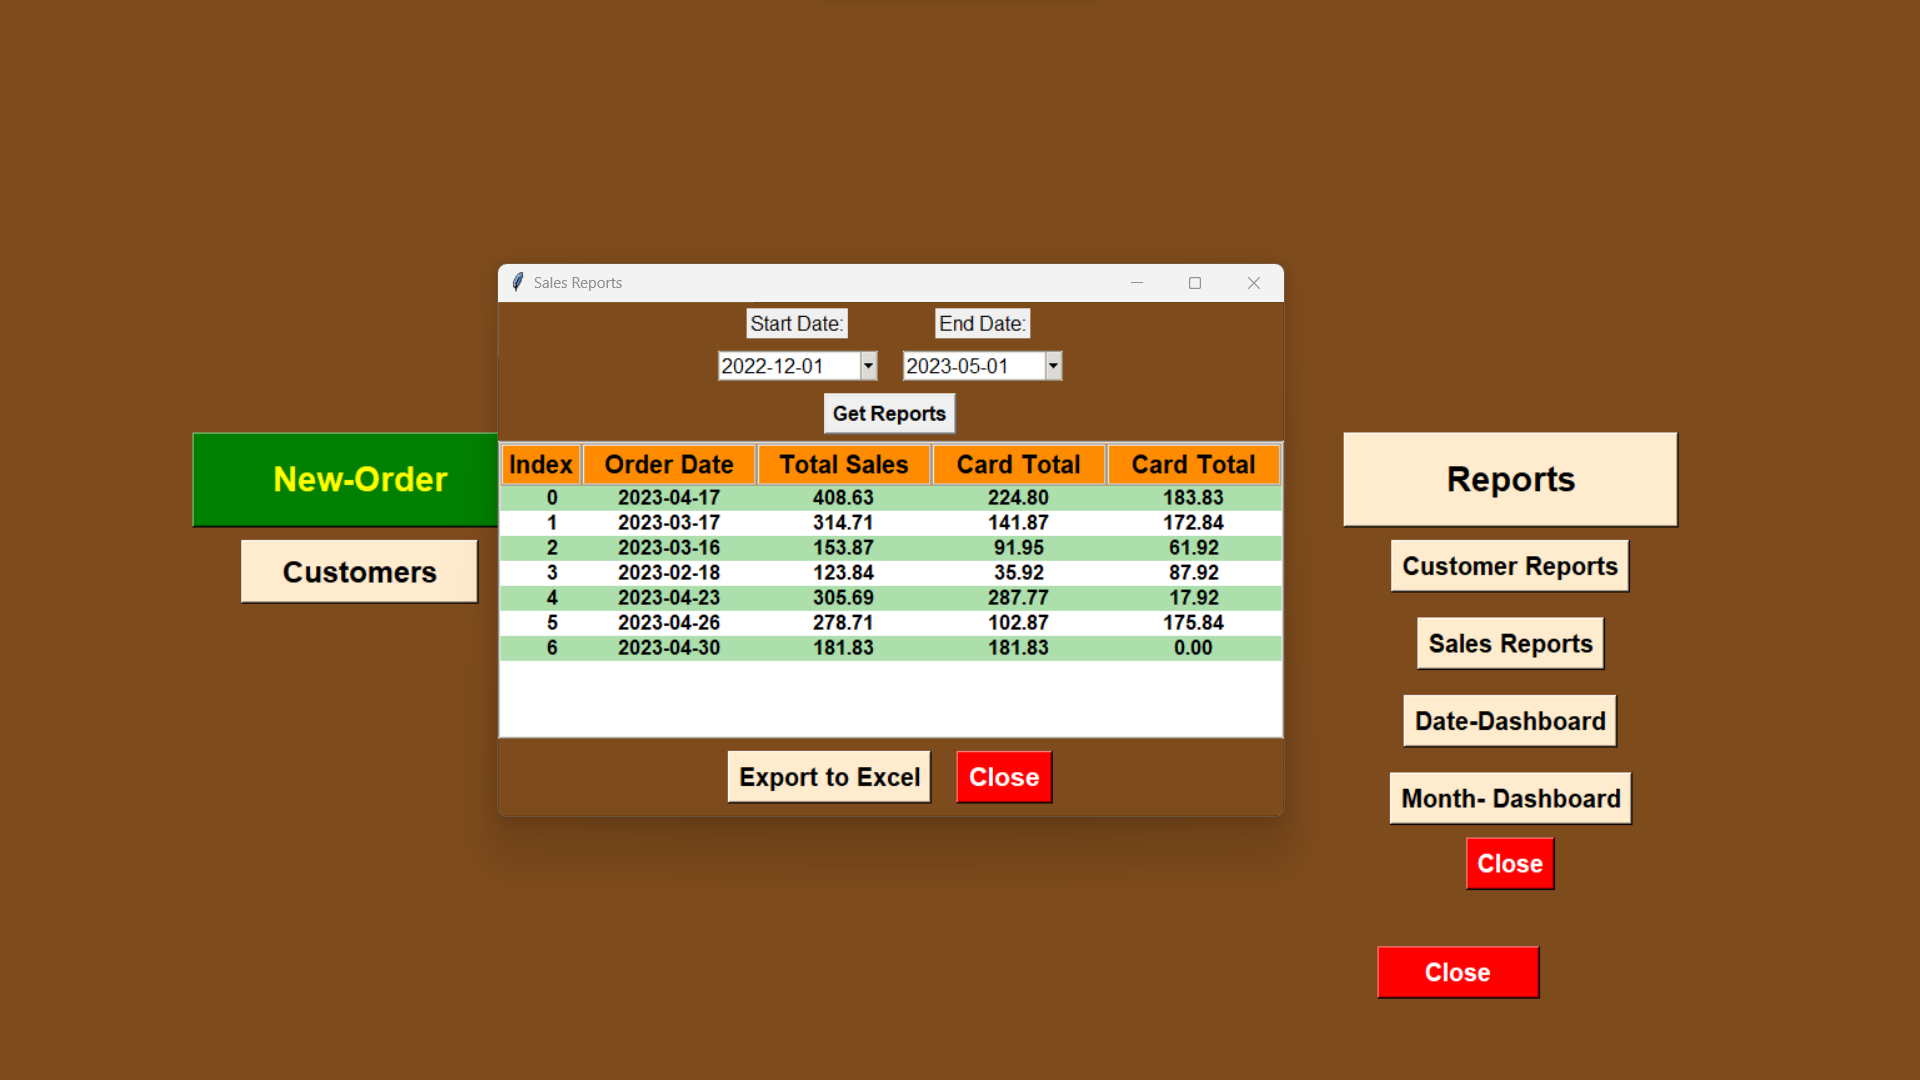 Sales Reports
Start Date: End Date:
2022-12-01 2023-05-01
Get Reports
Index Order Date Total Sales Card Total Card Total
0 2023-04-17 408.63 224.80 183.83
1 2023-03-17 314.71 141.87 172.84
2 2023-03-16 153.87 91.95 61.92
3 2023-02-18 123.84 35.92 87.92
4 2023-04-23 305.69 287.77 17.92
5 2023-04-26 278.71 102.87 175.84
6 2023-04-30 181.83 181.83 0.00
Export to Excel Close
New-Order
Customers
Reports
Customer Reports
Sales Reports
Date-Dashboard
Month- Dashboard
Close
Close